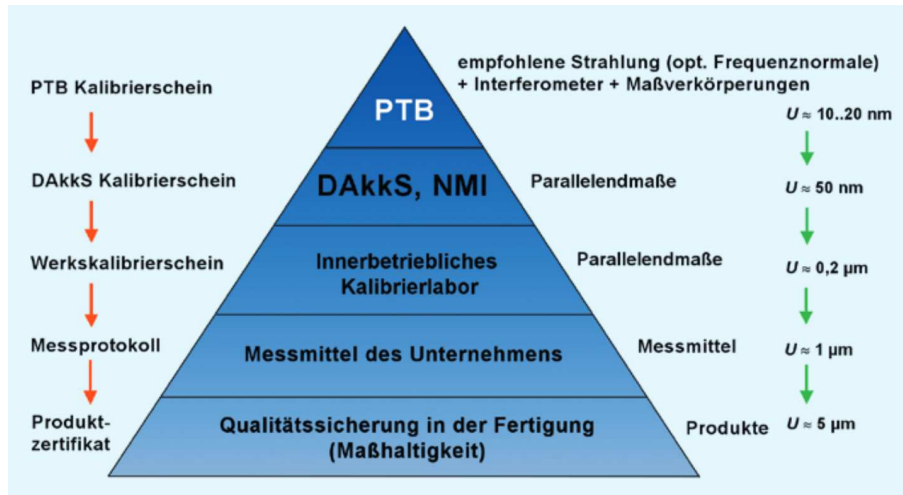 empfohlene Strahlung (opt. Frequenznormale)
+ Interferometer + Maßverkörperungen
PTB Kalibrierschein
PTB
U ≈ 10..20 nm
DAkkS Kalibrierschein
DAkkS, NMI
Parallelendmaße
U ≈ 50 nm
Werkskalibrierschein
Innerbetriebliches
Kalibrierlabor
Parallelendmaße
U ≈ 0,2 µm
Messprotokoll
Messmittel des Unternehmens
Messmittel
U ≈ 1 µm
Produkt-
zertifikat
Qualitätssicherung in der Fertigung
(Maßhaltigkeit)
Produkte
U ≈ 5 µm